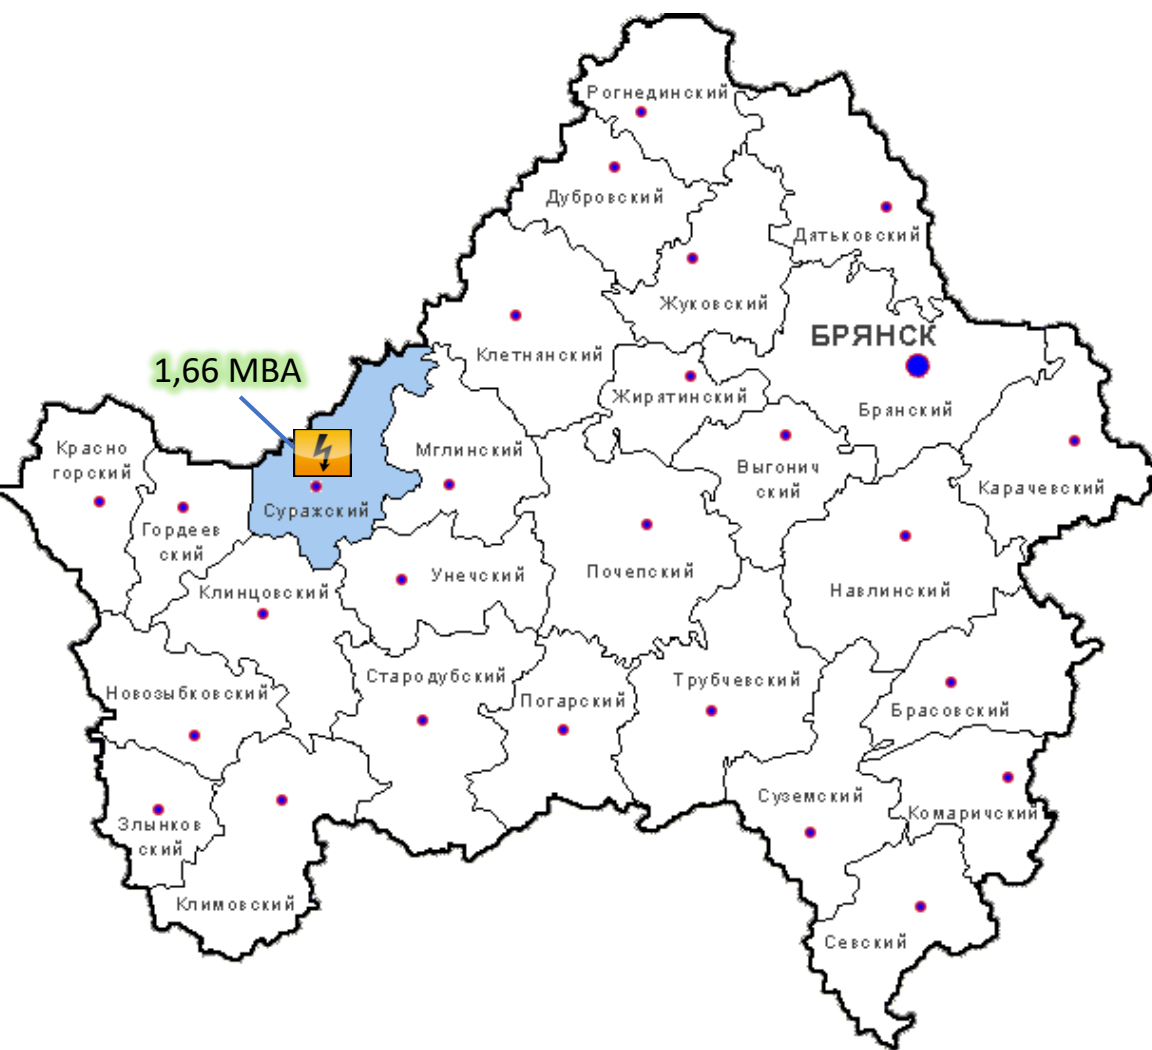 Рогнединский
Дубровский
Дятьковский
Жуковский
БРЯНСК
Клетнянский
1,66 МВА
Жирятинский
Брянский
Красно
горский
Мглинский
Выгонич
ский
Карачевский
Суражский
Гордеев
ский
Унечский
Почепский
Навлинский
Клинцовский
Стародубский
Трубчевский
Новозыбковский
Погарский
Брасовский
Суземский
Комаричский
Злынков
ский
Климовский
Севский